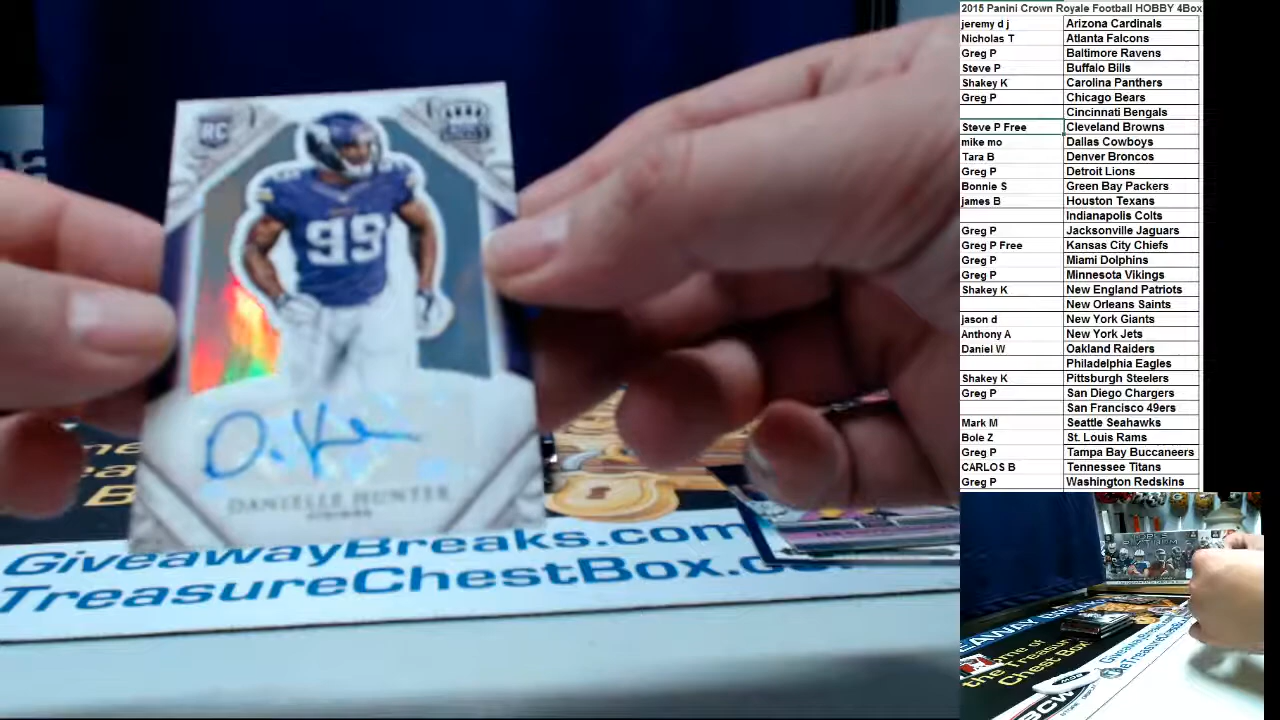 2015 Panini Crown Royale Football HOBBY 4Box
jeremy d j Arizona Cardinals
Nicholas T Atlanta Falcons
Greg P Baltimore Ravens
Steve P Buffalo Bills
Shakey K Carolina Panthers
Greg P Chicago Bears
Cincinnati Bengals
Steve P Free Cleveland Browns
mike mo Dallas Cowboys
Tara B Denver Broncos
Greg P Detroit Lions
Bonnie S Green Bay Packers
james B Houston Texans
Indianapolis Colts
Greg P Jacksonville Jaguars
Greg P Free Kansas City Chiefs
Greg P Miami Dolphins
Greg P Minnesota Vikings
Shakey K New England Patriots
New Orleans Saints
jason d New York Giants
Anthony A New York Jets
Daniel W Oakland Raiders
Philadelphia Eagles
Shakey K Pittsburgh Steelers
Greg P San Diego Chargers
San Francisco 49ers
Mark M Seattle Seahawks
Bole Z St. Louis Rams
Greg P Tampa Bay Buccaneers
CARLOS B Tennessee Titans
Greg P Washington Redskins
RC
99
DANIELLE HUNTER
VIKINGS
GiveawayBreaks.com
TreasureChestBox.co
the Treasure
Chest Box!
BCW